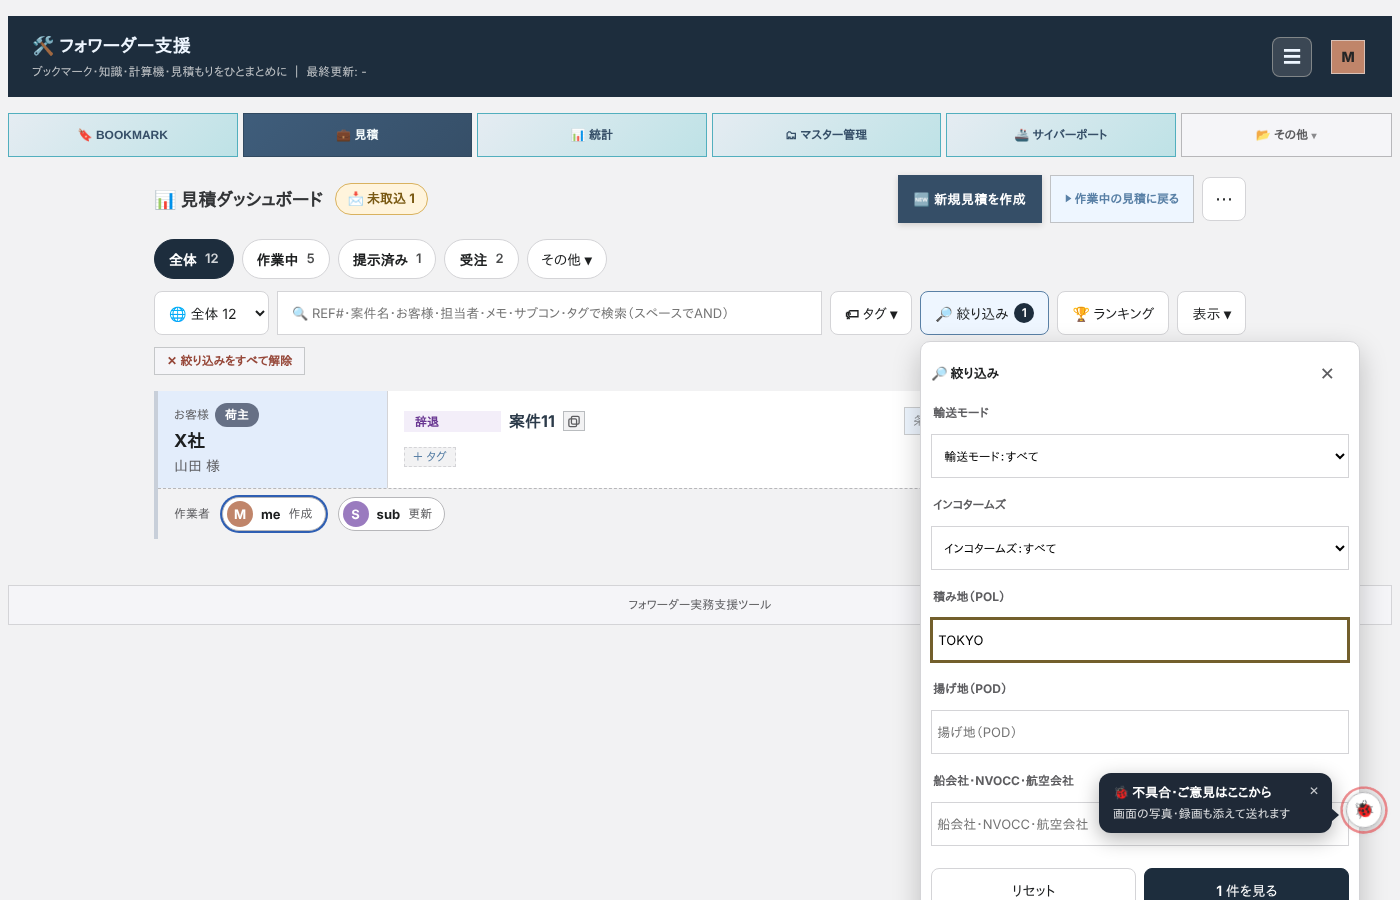 🛠️ フォワーダー支援
ブックマーク・知識・計算機・見積もりをひとまとめに ｜ 最終更新: -
☰
M
🔖 BOOKMARK
💼 見積
📊 統計
🗂 マスター管理
🚢 サイバーポート
📂 その他 ▾
📊 見積ダッシュボード
📩 未取込 1
🆕 新規見積を作成
▶ 作業中の見積に戻る
…
全体 12
作業中 5
提示済み 1
受注 2
その他 ▾
🌐 全体 12
🔍 REF#・案件名・お客様・担当者・メモ・サブコン・タグで検索（スペースでAND）
🏷 タグ ▾
🔎 絞り込み 1
🏆 ランキング
表示 ▾
✕ 絞り込みをすべて解除
お客様 荷主
X社
山田 様
辞退 案件11
＋ タグ
作業者 M me 作成 S sub 更新
フォワーダー実務支援ツール
🔎 絞り込み ✕
輸送モード
輸送モード：すべて
インコタームズ
インコタームズ：すべて
積み地（POL）
TOKYO
揚げ地（POD）
揚げ地（POD）
船会社・NVOCC・航空会社
船会社・NVOCC・航空会社
🐞 不具合・ご意見はここから ✕
画面の写真・録画も添えて送れます
🐞
リセット
1 件を見る